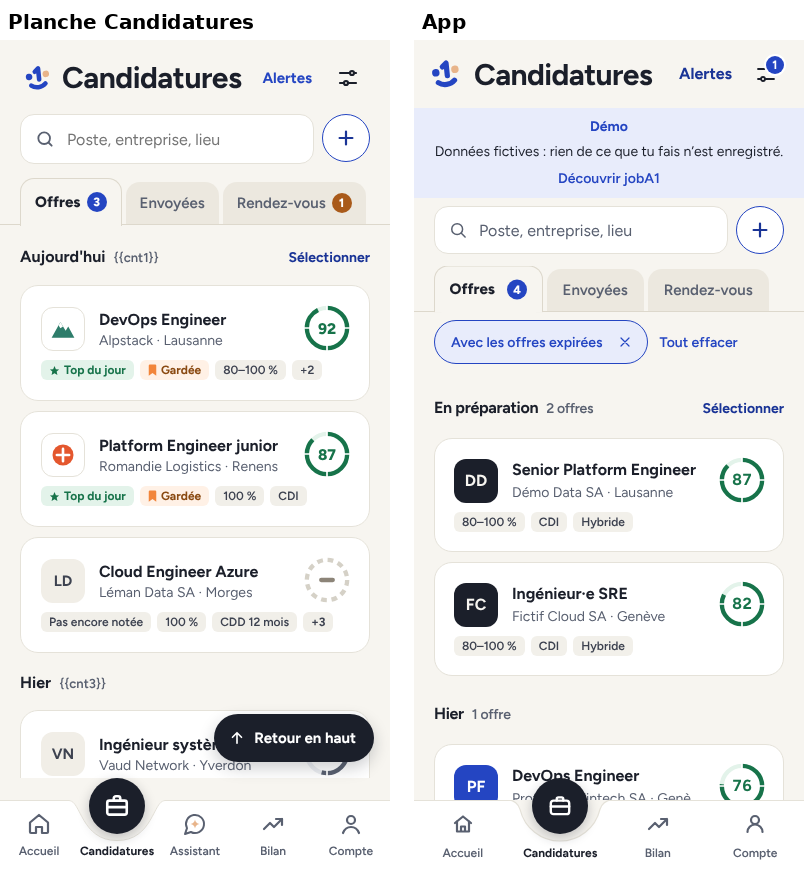 Planche Candidatures
Candidatures
Alertes
Poste, entreprise, lieu
Offres 3
Envoyées
Rendez-vous 1
Aujourd'hui {{cnt1}}
Sélectionner
DevOps Engineer
Alpstack · Lausanne
92
Top du jour
Gardée
80–100 %
+2
Platform Engineer junior
Romandie Logistics · Renens
87
Top du jour
Gardée
100 %
CDI
LD
Cloud Engineer Azure
Léman Data SA · Morges
Pas encore notée
100 %
CDD 12 mois
+3
Hier {{cnt3}}
VN
Ingénieur
Vaud Network · Yverdon
Retour en haut
Accueil
Candidatures
Assistant
Bilan
Compte
App
Candidatures
Alertes
1
Démo
Données fictives : rien de ce que tu fais n’est enregistré.
Découvrir jobA1
Poste, entreprise, lieu
Offres 4
Envoyées
Rendez-vous
Avec les offres expirées
Tout effacer
En préparation 2 offres
Sélectionner
DD
Senior Platform Engineer
Démo Data SA · Lausanne
87
80–100 %
CDI
Hybride
FC
Ingénieur·e SRE
Fictif Cloud SA · Genève
82
80–100 %
CDI
Hybride
Hier 1 offre
PF
DevOps Engineer
76
Accueil
Candidatures
Bilan
Compte